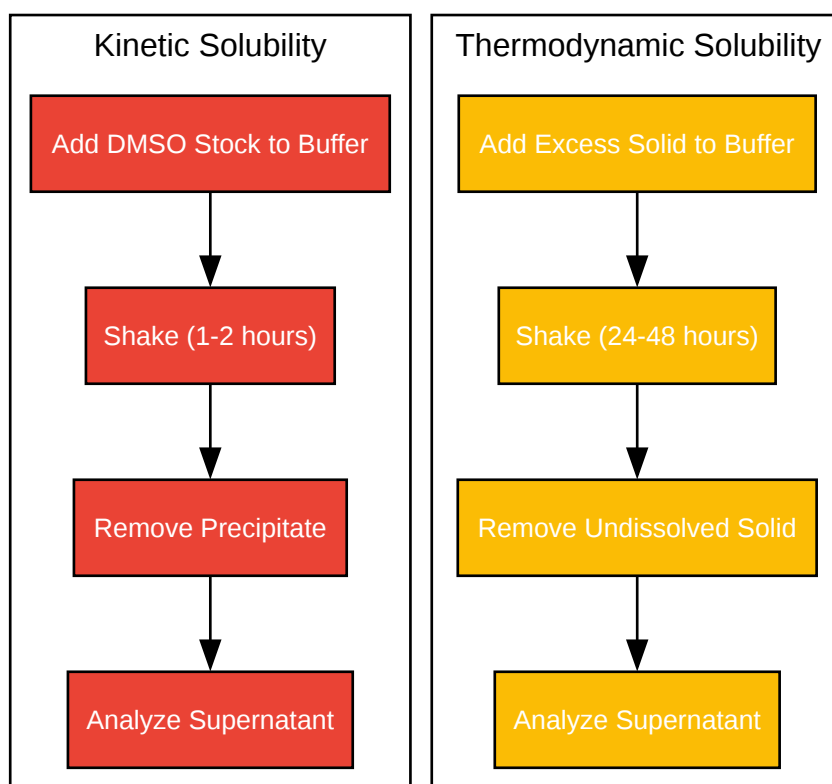 Kinetic Solubility
Add DMSO Stock to Buffer
Shake (1-2 hours)
Remove Precipitate
Analyze Supernatant
Thermodynamic Solubility
Add Excess Solid to Buffer
Shake (24-48 hours)
Remove Undissolved Solid
Analyze Supernatant